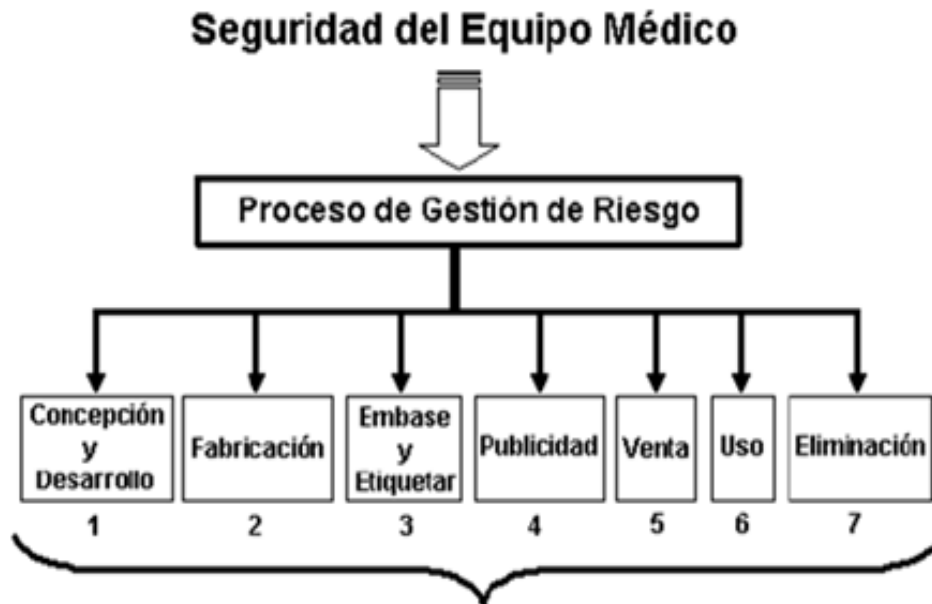 Seguridad del Equipo Médico
Proceso de Gestión de Riesgo
Concepción
y
Desarrollo
Fabricación
Embase
y
Etiquetar
Publicidad
Venta
Uso
Eliminación
1
2
3
4
5
6
7